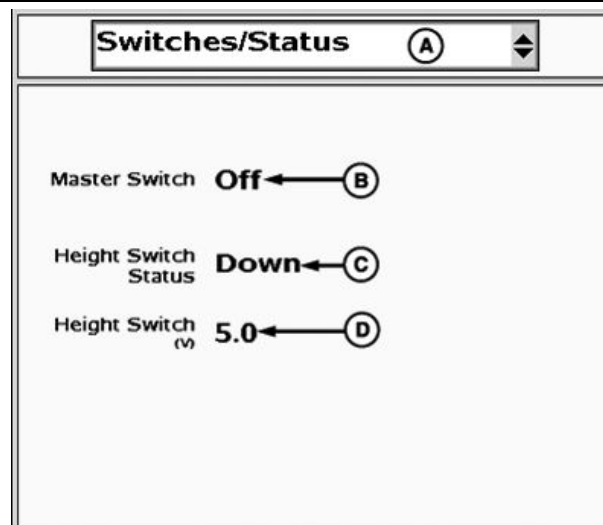 Switches/Status A
Master Switch Off B
Height Switch
Status Down C
Height Switch
(V) 5.0 D